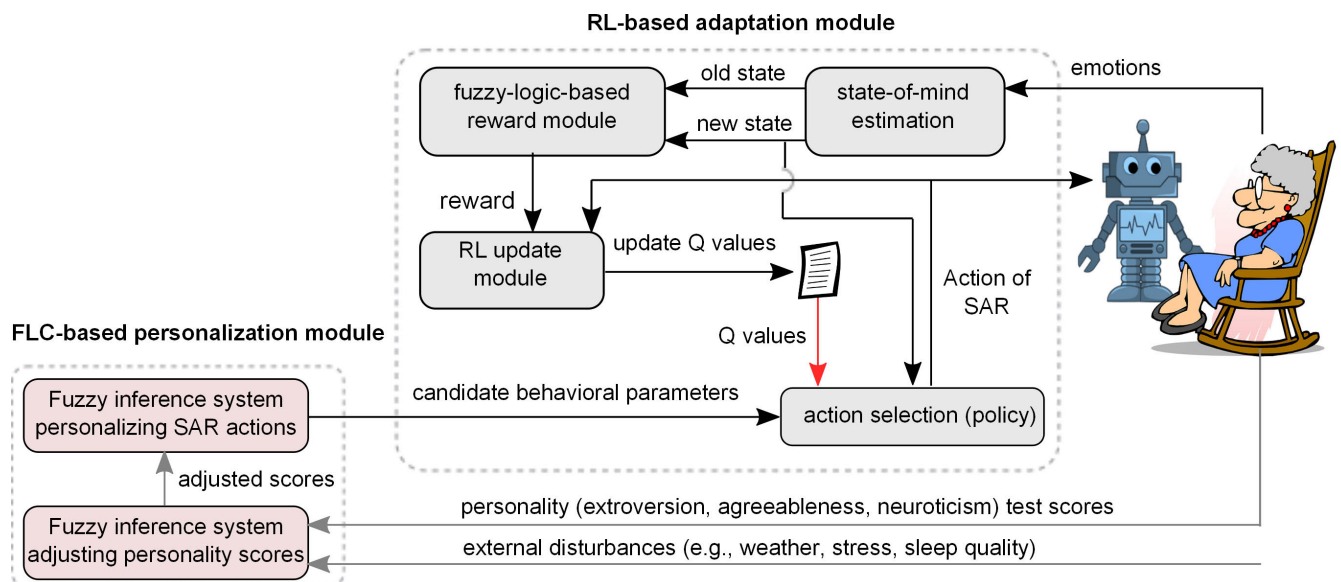 RL-based adaptation module
fuzzy-logic-based
reward module
old state
new state
state-of-mind
estimation
emotions
reward
RL update
module
update Q values
Action of
SAR
Q values
FLC-based personalization module
Fuzzy inference system
personalizing SAR actions
candidate behavioral parameters
action selection (policy)
adjusted scores
Fuzzy inference system
adjusting personality scores
personality (extroversion, agreeableness, neuroticism) test scores
external disturbances (e.g., weather, stress, sleep quality)